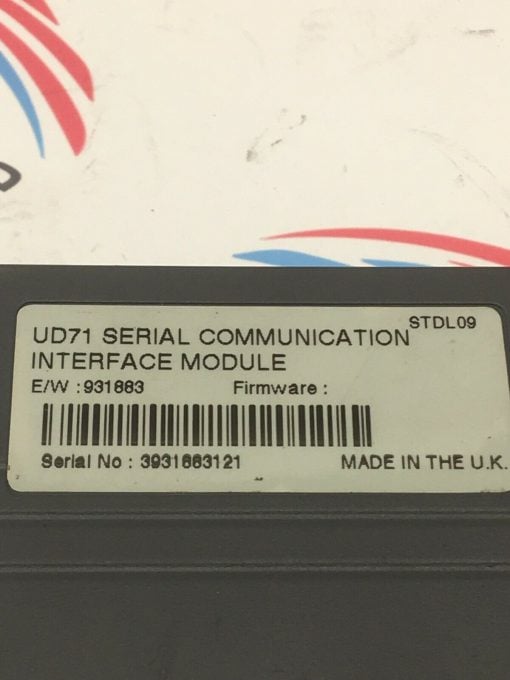 STDL09
UD71 SERIAL COMMUNICATION
INTERFACE MODULE
E/W :931663 Firmware :
Serial No : 3931663121 MADE IN THE U.K.